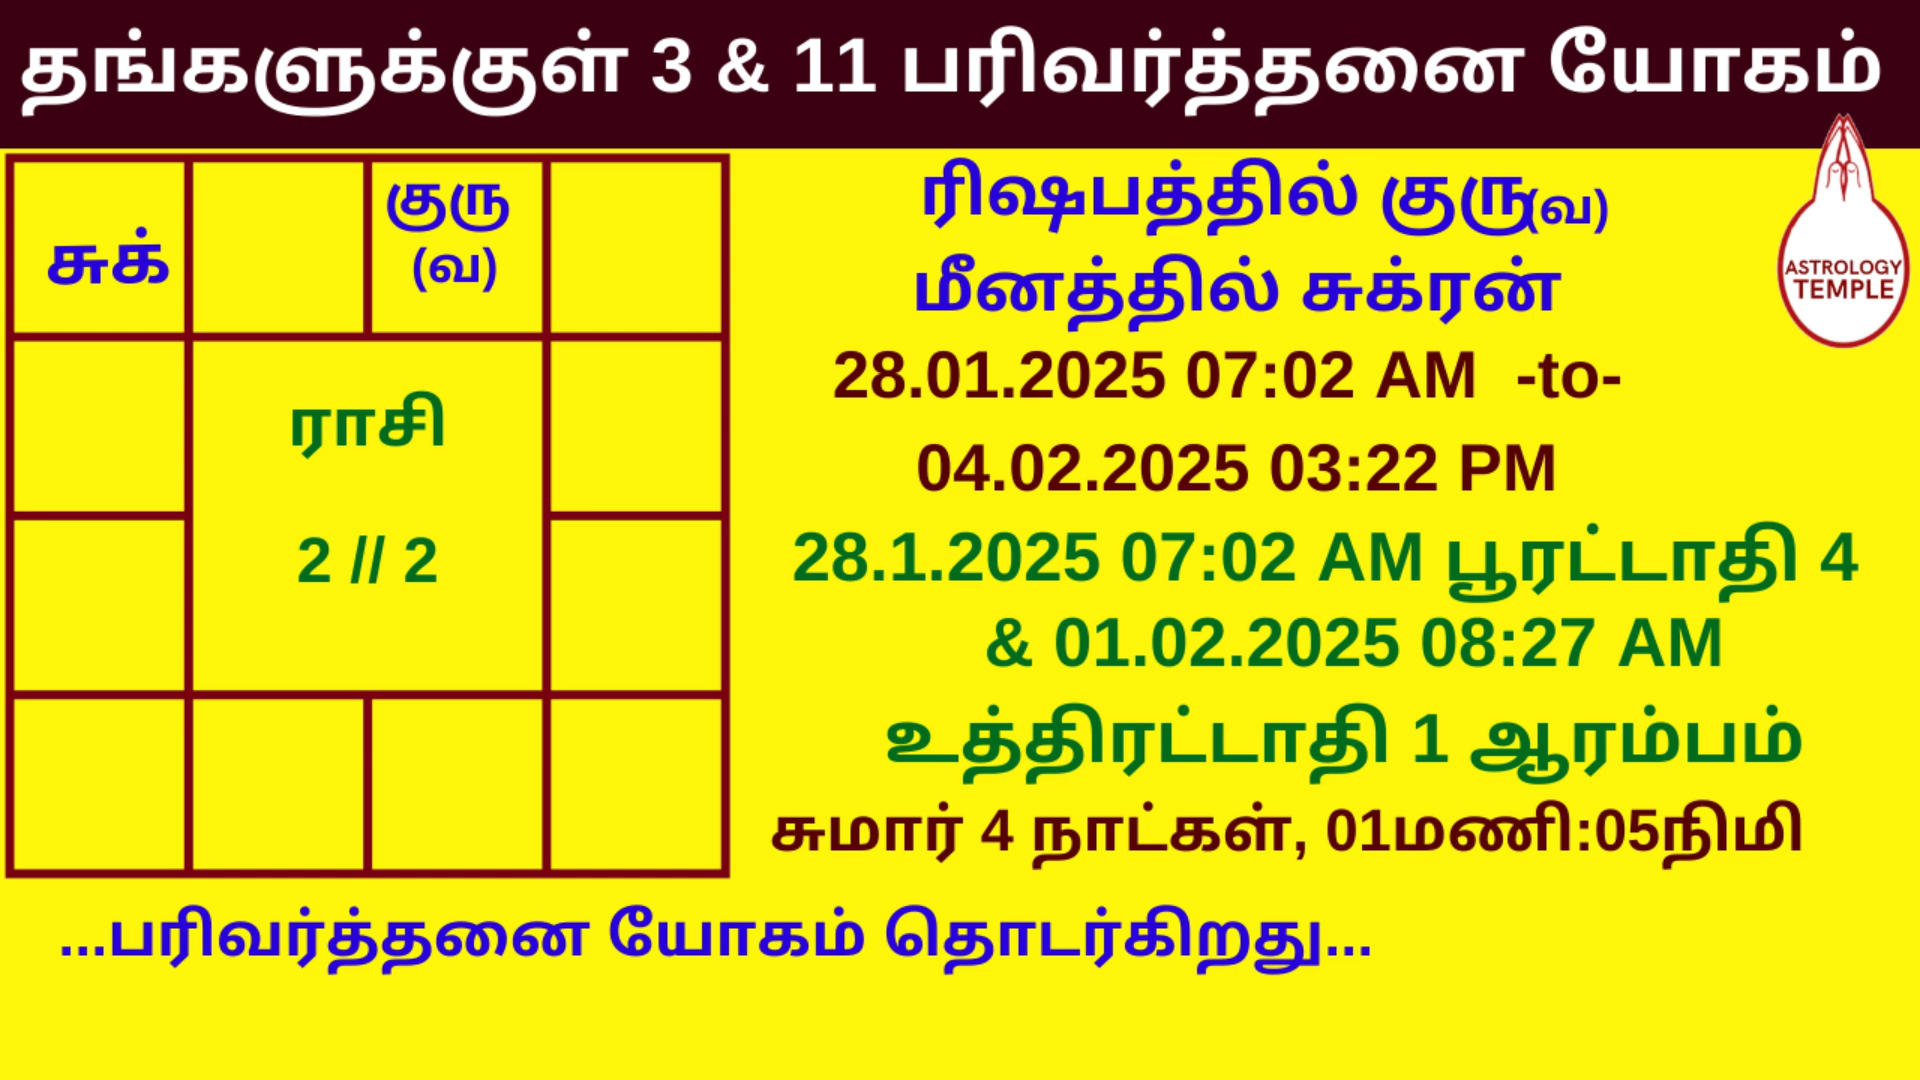 தங்களுக்குள் 3 & 11 பரிவர்த்தனை யோகம்
சுக்
குரு
(வ)
ராசி
2 // 2
ரிஷபத்தில் குரு(வ)
மீனத்தில் சுக்ரன்
28.01.2025 07:02 AM -to-
04.02.2025 03:22 PM
28.1.2025 07:02 AM பூரட்டாதி 4
& 01.02.2025 08:27 AM
உத்திரட்டாதி 1 ஆரம்பம்
சுமார் 4 நாட்கள், 01மணி:05நிமி
...பரிவர்த்தனை யோகம் தொடர்கிறது...
ASTROLOGY
TEMPLE